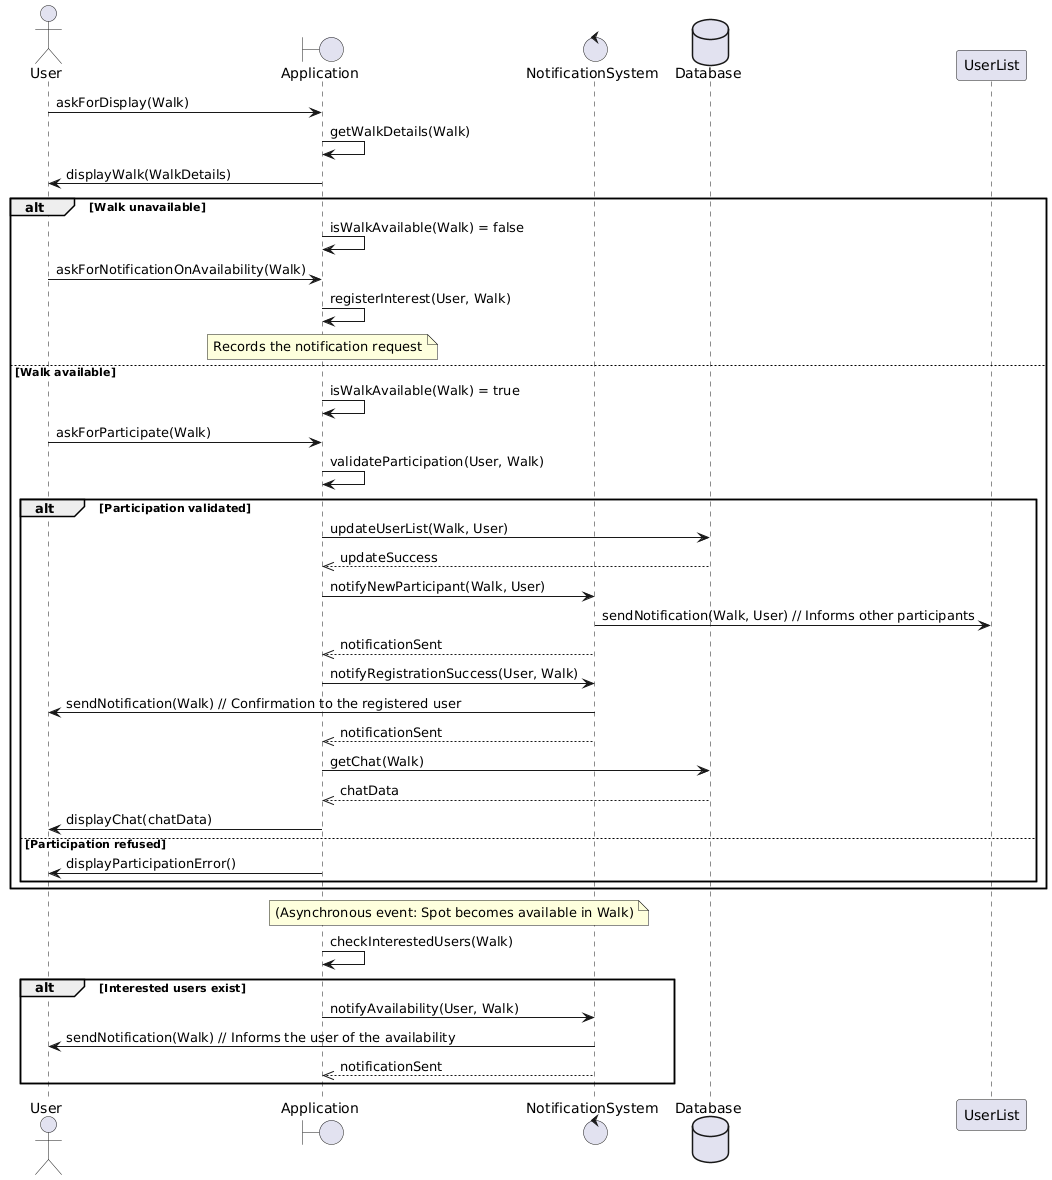 User
Application
NotificationSystem
Database
UserList
askForDisplay(Walk)
getWalkDetails(Walk)
displayWalk(WalkDetails)
alt [Walk unavailable]
isWalkAvailable(Walk) = false
askForNotificationOnAvailability(Walk)
registerInterest(User, Walk)
Records the notification request
[Walk available]
isWalkAvailable(Walk) = true
askForParticipate(Walk)
validateParticipation(User, Walk)
alt [Participation validated]
updateUserList(Walk, User)
updateSuccess
notifyNewParticipant(Walk, User)
sendNotification(Walk, User) // Informs other participants
notificationSent
notifyRegistrationSuccess(User, Walk)
sendNotification(Walk) // Confirmation to the registered user
notificationSent
getChat(Walk)
chatData
displayChat(chatData)
[Participation refused]
displayParticipationError()
(Asynchronous event: Spot becomes available in Walk)
checkInterestedUsers(Walk)
alt [Interested users exist]
notifyAvailability(User, Walk)
sendNotification(Walk) // Informs the user of the availability
notificationSent
User
Application
NotificationSystem
Database
UserList